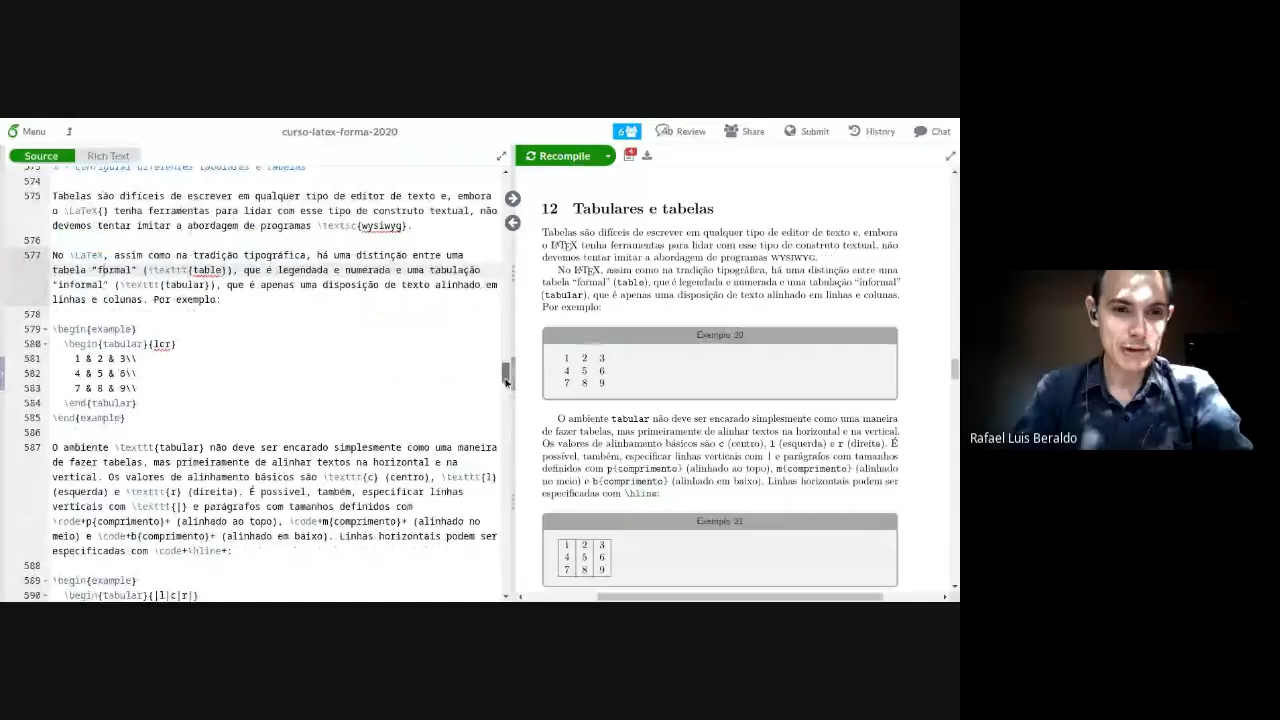 Menu
curso-latex-forma-2020
6
Review
Share
Submit
History
Chat
Source
Rich Text
Recompile
573
574
575 Tabelas são difíceis de escrever em qualquer tipo de editor de texto e, embora
o \LaTeX{} tenha ferramentas para lidar com esse tipo de construto textual, não
devemos tentar imitar a abordagem de programas \textsc{wysiwyg}.
576
577 No \LaTeX, assim como na tradição tipográfica, há uma distinção entre uma
tabela “formal” (\texttt{table}), que é legendada e numerada e uma tabulação
“informal” (\texttt{tabular}), que é apenas uma disposição de texto alinhado em
linhas e colunas. Por exemplo:
578
579 \begin{example}
580 \begin{tabular}{lcr}
581 1 & 2 & 3\\
582 4 & 5 & 6\\
583 7 & 8 & 9\\
584 \end{tabular}
585 \end{example}
586
587 O ambiente \texttt{tabular} não deve ser encarado simplesmente como uma maneira
de fazer tabelas, mas primeiramente de alinhar textos na horizontal e na
vertical. Os valores de alinhamento básicos são \texttt{c} (centro), \texttt{l}
(esquerda) e \texttt{r} (direita). É possível, também, especificar linhas
verticais com \texttt{|} e parágrafos com tamanhos definidos com
\code+p{comprimento}+ (alinhado ao topo), \code+m{comprimento}+ (alinhado no
meio) e \code+b{comprimento}+ (alinhado em baixo). Linhas horizontais podem ser
especificadas com \code+\hline+:
588
589 \begin{example}
590 \begin{tabular}{|l|c|r|}
12 Tabulares e tabelas
Tabelas são difíceis de escrever em qualquer tipo de editor de texto e, embora
o LATEX tenha ferramentas para lidar com esse tipo de construto textual, não
devemos tentar imitar a abordagem de programas WYSIWYG.
No LATEX, assim como na tradição tipográfica, há uma distinção entre uma
tabela “formal” (table), que é legendada e numerada e uma tabulação “informal”
(tabular), que é apenas uma disposição de texto alinhado em linhas e colunas.
Por exemplo:
Exemplo 20
1 2 3
4 5 6
7 8 9
O ambiente tabular não deve ser encarado simplesmente como uma maneira
de fazer tabelas, mas primeiramente de alinhar textos na horizontal e na vertical.
Os valores de alinhamento básicos são c (centro), l (esquerda) e r (direita). É
possível, também, especificar linhas verticais com | e parágrafos com tamanhos
definidos com p{comprimento} (alinhado ao topo), m{comprimento} (alinhado
no meio) e b{comprimento} (alinhado em baixo). Linhas horizontais podem ser
especificadas com \hline:
Exemplo 21
1 2 3
4 5 6
7 8 9
Rafael Luis Beraldo